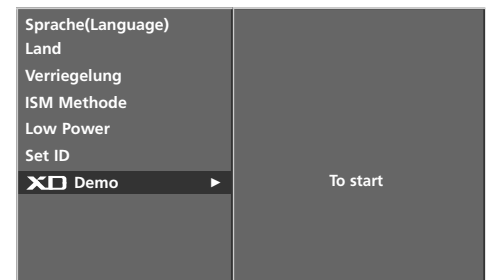 Sprache(Language)
Land
Verriegelung
ISM Methode
Low Power
Set ID
XD Demo ►
To start